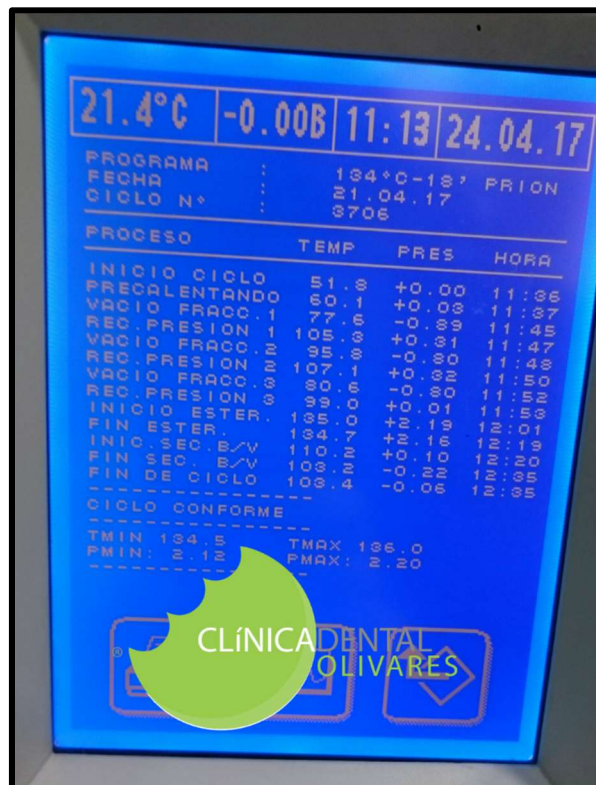 21.4°C -0.00B 11:13 24.04.17
PROGRAMA : 134°C-18' PRION
FECHA : 21.04.17
CICLO Nº : 3706
PROCESO TEMP PRES HORA
INICIO CICLO 51.8 +0.00 11:36
PRECALENTANDO 60.1 +0.03 11:37
VACIO FRACC.1 77.6 -0.89 11:45
REC.PRESION 1 105.3 +0.31 11:47
VACIO FRACC.2 95.8 -0.80 11:48
REC.PRESION 2 107.1 +0.32 11:50
VACIO FRACC.3 80.6 -0.80 11:52
REC.PRESION 3 99.0 +0.01 11:53
INICIO ESTER. 135.0 +2.19 12:01
FIN ESTER. 134.7 +2.16 12:19
INIC.SEC.B/V 110.2 +0.10 12:20
FIN SEC. B/V 103.2 -0.22 12:35
FIN DE CICLO 103.4 -0.06 12:35
CICLO CONFORME
TMIN 134.5 TMAX 136.0
PMIN: 2.12 PMAX: 2.20
CLíNICADENTAL
OLIVARES
®